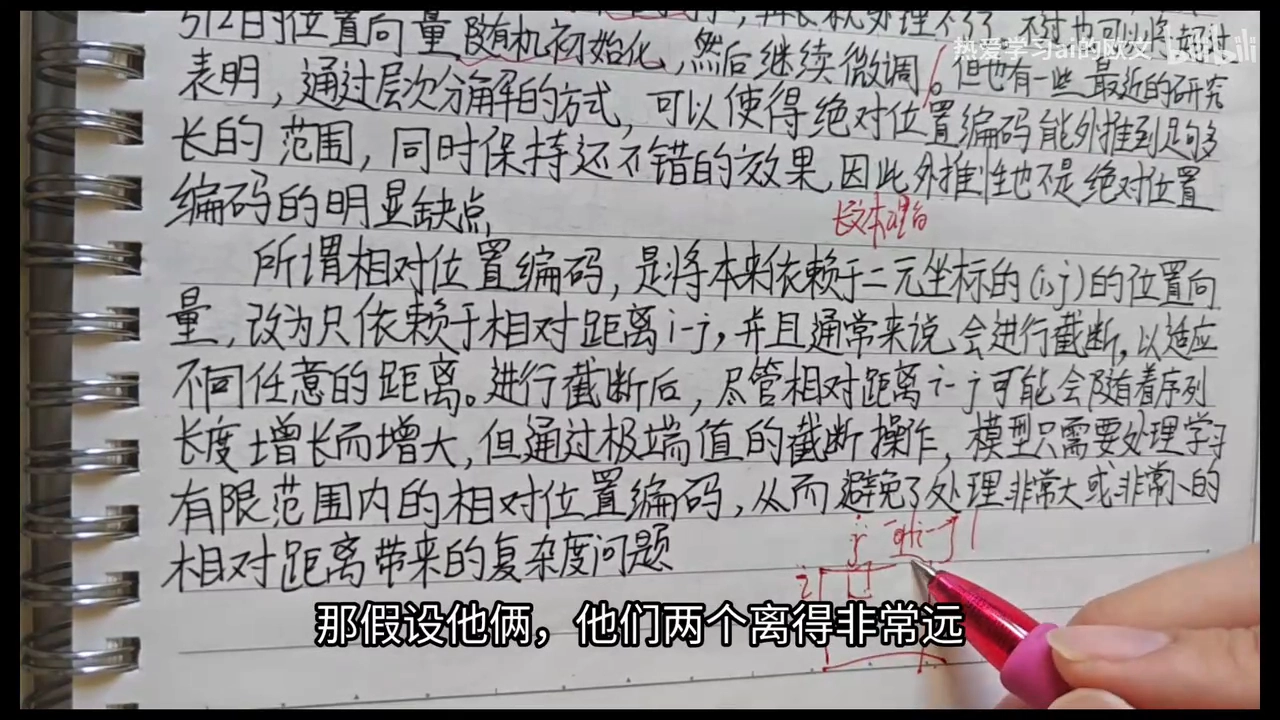 512的位置向量随机初始化,然后继续微调。但也有一些最近的研究
表明,通过层次分解的方式,可以使得绝对位置编码能外推到足够
长的范围,同时保持还不错的效果,因此外推性也不是绝对位置
编码的明显缺点
长文本
所谓相对位置编码,是将本来依赖于二元坐标的(i,j)的位置向
量,改为只依赖于相对距离i-j,并且通常来说会进行截断,以适应
不同任意的距离。进行截断后,尽管相对距离i-j可能会随着序列
长度增长而增大,但通过极端值的截断操作,模型只需要处理学习
有限范围内的相对位置编码,从而避免了处理非常大或非常小的
相对距离带来的复杂度问题
j
i
那假设他俩,他们两个离得非常远
热爱学习ai的欧文
bilibili